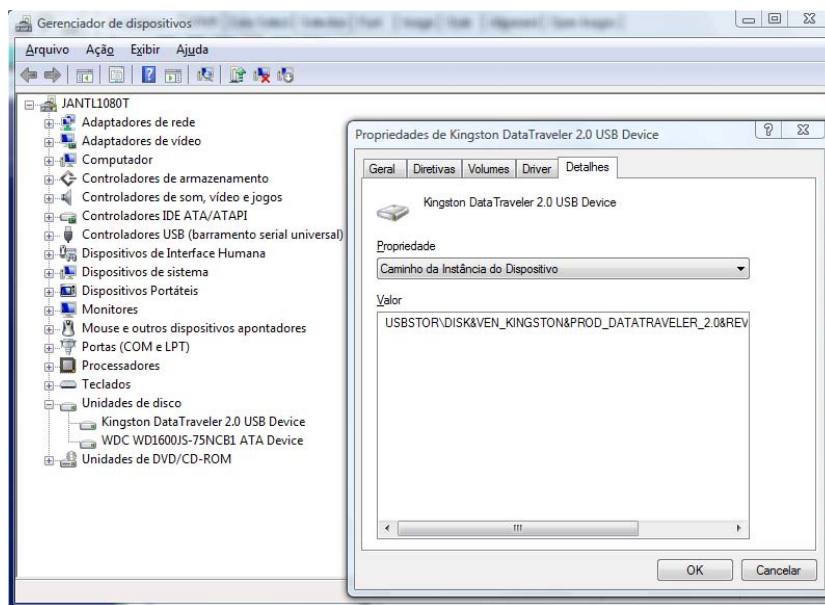 Gerenciador de dispositivos
Arquivo Ação Exibir Ajuda
JANTL1080T
Adaptadores de rede
Adaptadores de vídeo
Computador
Controladores de armazenamento
Controladores de som, vídeo e jogos
Controladores IDE ATA/ATAPI
Controladores USB (barramento serial universal)
Dispositivos de Interface Humana
Dispositivos de sistema
Dispositivos Portáteis
Monitores
Mouse e outros dispositivos apontadores
Portas (COM e LPT)
Processadores
Teclados
Unidades de disco
Kingston DataTraveler 2.0 USB Device
WDC WD1600JS-75NCB1 ATA Device
Unidades de DVD/CD-ROM
Propriedades de Kingston DataTraveler 2.0 USB Device
Geral Diretivas Volumes Driver Detalhes
Kingston DataTraveler 2.0 USB Device
Propriedade
Caminho da Instância do Dispositivo
Valor
USBSTOR\DISK&VEN_KINGSTON&PROD_DATATRAVELER_2.0&REV
OK Cancelar